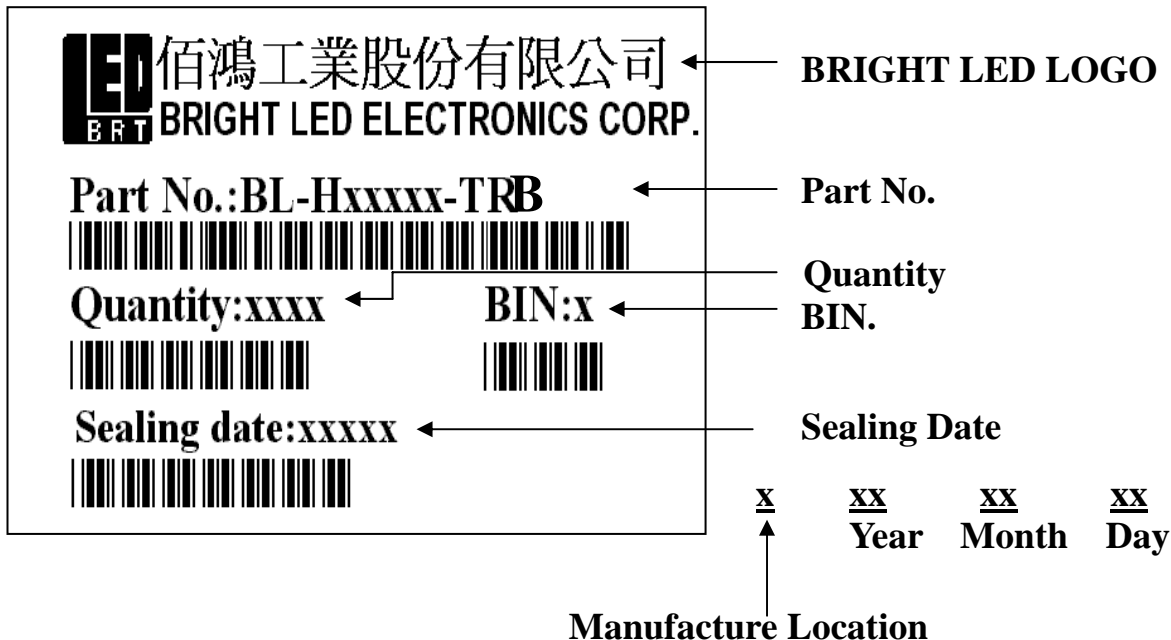 LED 佰鴻工業股份有限公司 BRIGHT LED LOGO
BRT BRIGHT LED ELECTRONICS CORP.
Part No.:BL-Hxxxxx-TRB Part No.
Quantity
Quantity:xxxx BIN:x BIN.
Sealing date:xxxxx Sealing Date
x xx xx xx
Year Month Day
Manufacture Location